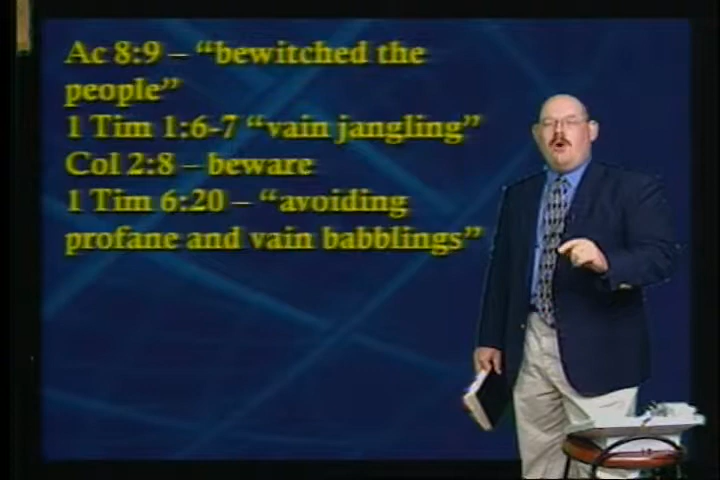 Ac 8:9 – “bewitched the
people”
1 Tim 1:6-7 “vain jangling”
Col 2:8 – beware
1 Tim 6:20 – “avoiding
profane and vain babblings”